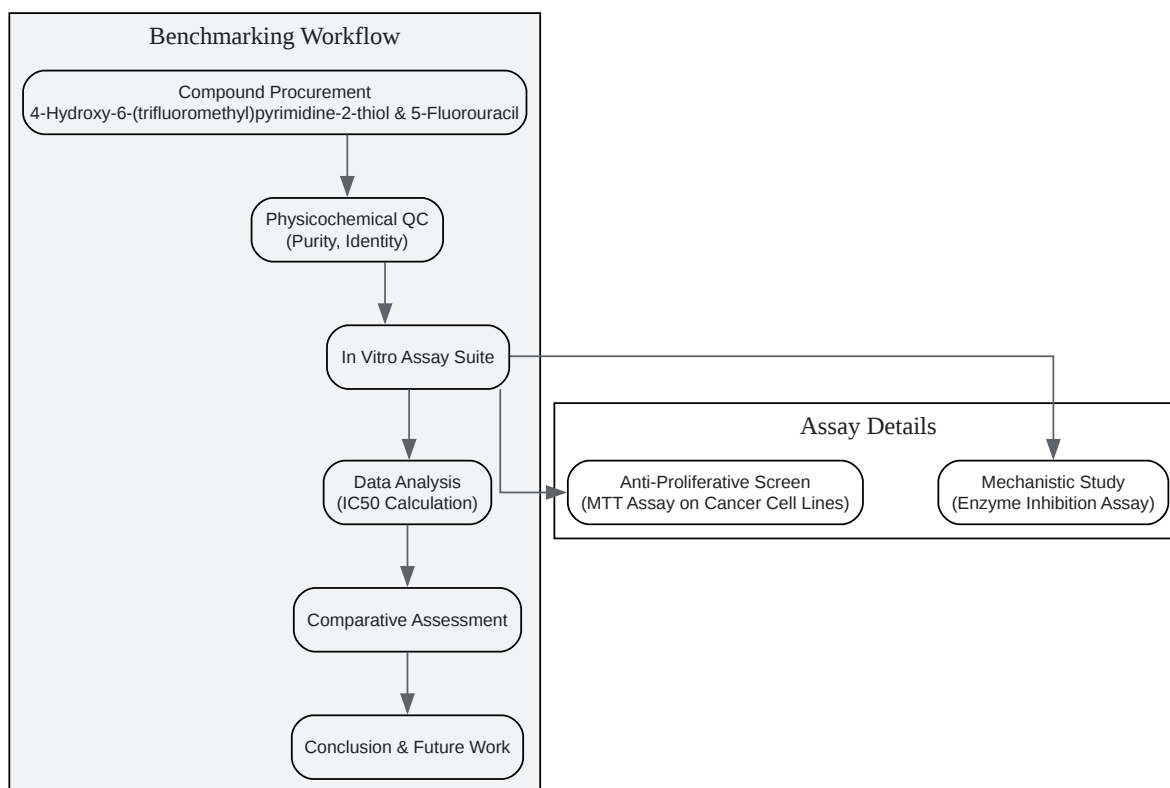 Benchmarking Workflow
Compound Procurement
4-Hydroxy-6-(trifluoromethyl)pyrimidine-2-thiol & 5-Fluorouracil
Physicochemical QC
(Purity, Identity)
In Vitro Assay Suite
Data Analysis
(IC50 Calculation)
Comparative Assessment
Conclusion & Future Work
Assay Details
Anti-Proliferative Screen
(MTT Assay on Cancer Cell Lines)
Mechanistic Study
(Enzyme Inhibition Assay)